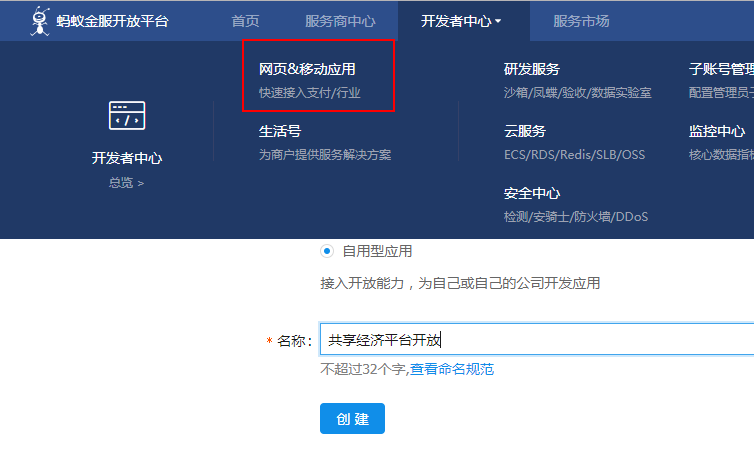 蚂蚁金服开放平台 首页 服务商中心 开发者中心 服务市场
网页&移动应用
快速接入支付/行业
生活号
为商户提供服务解决方案
开发者中心
总览 >
研发服务
沙箱/凤蝶/验收/数据实验室
云服务
ECS/RDS/Redis/SLB/OSS
安全中心
检测/安骑士/防火墙/DDoS
子账号管理
配置管理员子
监控中心
核心数据指标
自用型应用
接入开放能力，为自己或自己的公司开发应用
* 名称： 共享经济平台开放
不超过32个字,查看命名规范
创 建